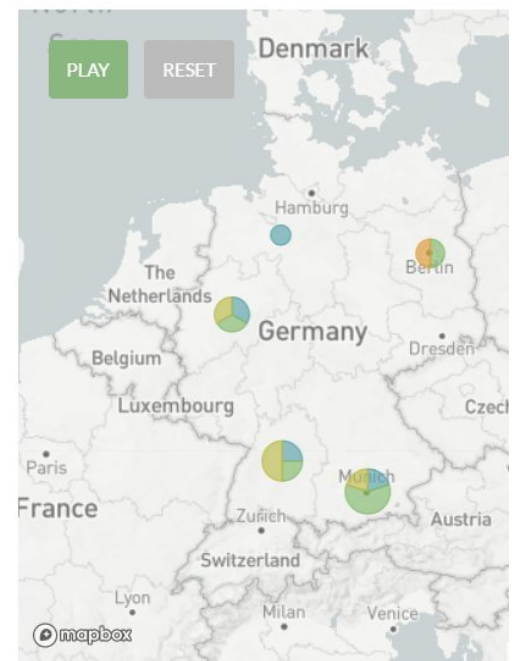 Denmark
PLAY
RESET
Hamburg
Berlin
The
Netherlands
Germany
Belgium
Dresden
Luxembourg
Czech
Paris
Munich
France
Zurich
Austria
Switzerland
Lyon
Milan
Venice
mapbox